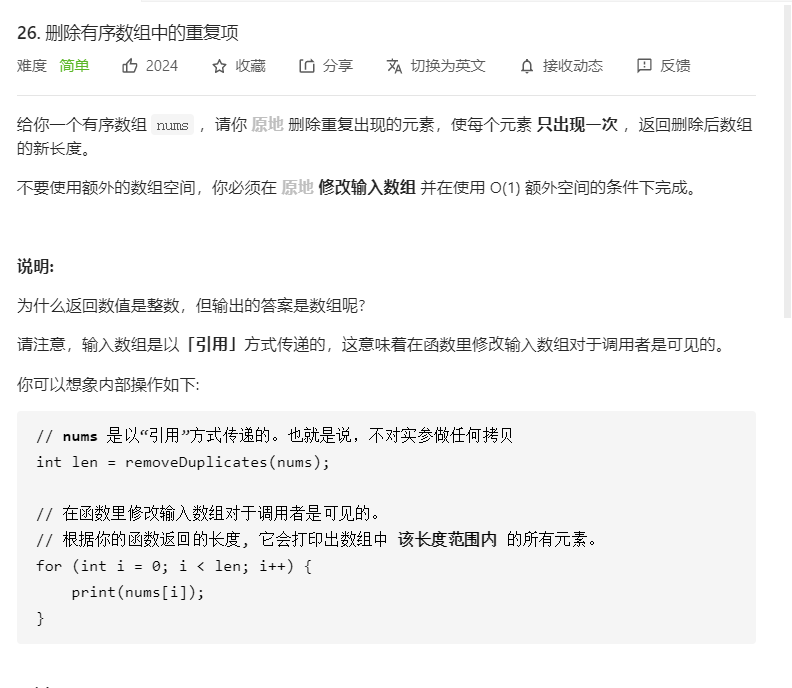 26. 删除有序数组中的重复项
难度 简单 2024 收藏 分享 切换为英文 接收动态 反馈
给你一个有序数组 nums ，请你 原地 删除重复出现的元素，使每个元素 只出现一次 ，返回删除后数组
的新长度。
不要使用额外的数组空间，你必须在 原地 修改输入数组 并在使用 O(1) 额外空间的条件下完成。
说明:
为什么返回数值是整数，但输出的答案是数组呢?
请注意，输入数组是以「引用」方式传递的，这意味着在函数里修改输入数组对于调用者是可见的。
你可以想象内部操作如下:
// nums 是以“引用”方式传递的。也就是说，不对实参做任何拷贝
int len = removeDuplicates(nums);
// 在函数里修改输入数组对于调用者是可见的。
// 根据你的函数返回的长度, 它会打印出数组中 该长度范围内 的所有元素。
for (int i = 0; i < len; i++) {
    print(nums[i]);
}